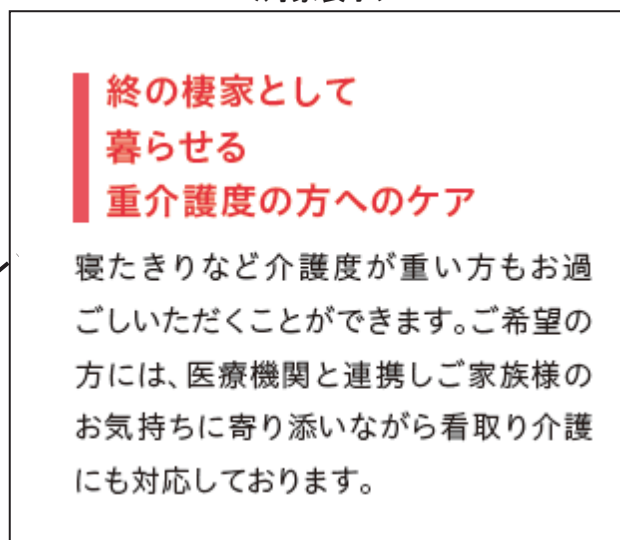 終の棲家として
暮らせる
重介護度の方へのケア
寝たきりなど介護度が重い方もお過
ごしいただくことができます。ご希望の
方には、医療機関と連携しご家族様の
お気持ちに寄り添いながら看取り介護
にも対応しております。